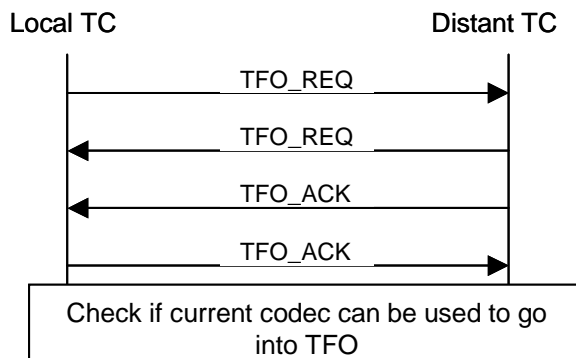 Local TC
Distant TC
TFO_REQ
TFO_REQ
TFO_ACK
TFO_ACK
Check if current codec can be used to go
into TFO